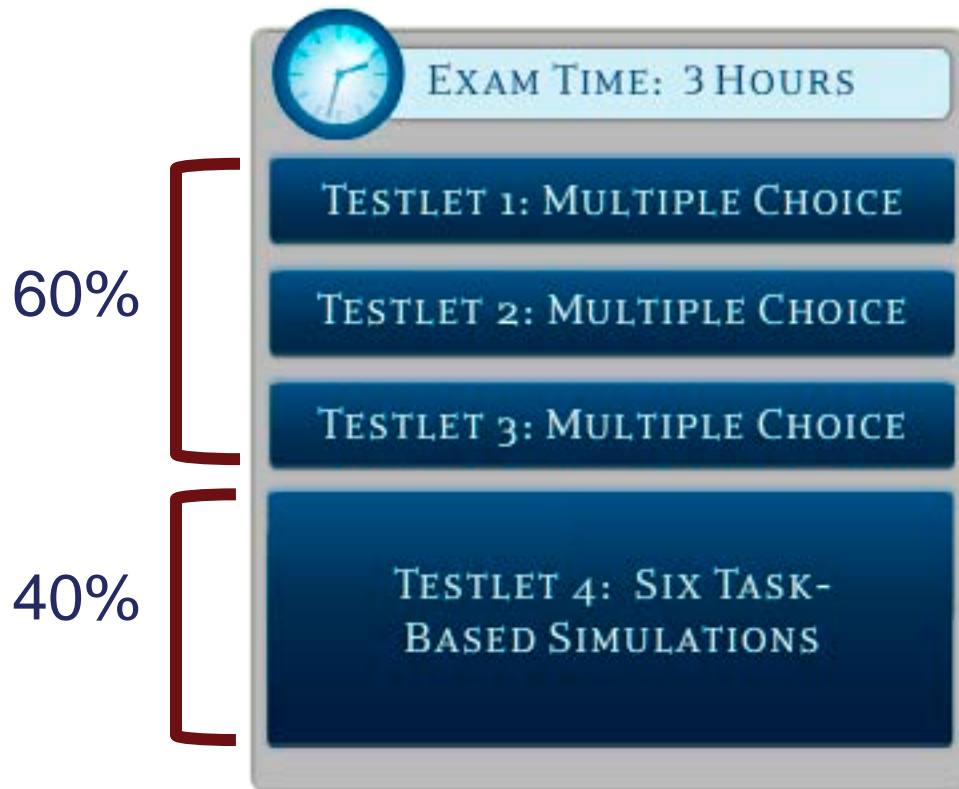 Exam Time: 3 Hours
Testlet 1: Multiple Choice
60%
Testlet 2: Multiple Choice
Testlet 3: Multiple Choice
40%
Testlet 4: Six Task-
Based Simulations